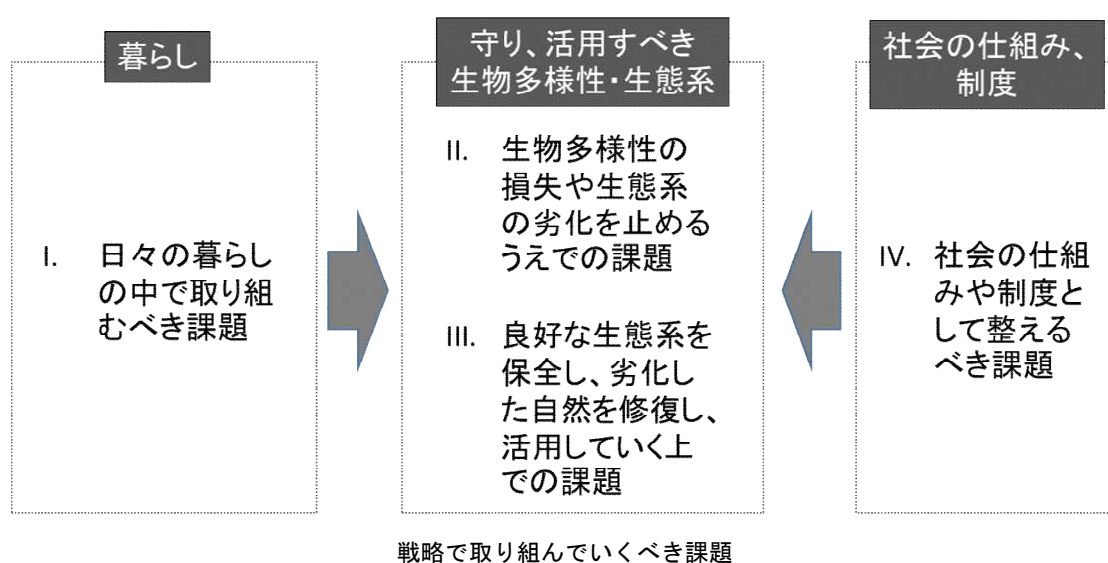 暮らし
I. 日々の暮らし
の中で取り組
むべき課題
守り、活用すべき
生物多様性・生態系
II. 生物多様性の
損失や生態系
の劣化を止める
うえでの課題
III. 良好な生態系を
保全し、劣化し
た自然を修復し、
活用していく上
での課題
社会の仕組み、
制度
IV. 社会の仕組
みや制度と
して整える
べき課題
戦略で取り組んでいくべき課題